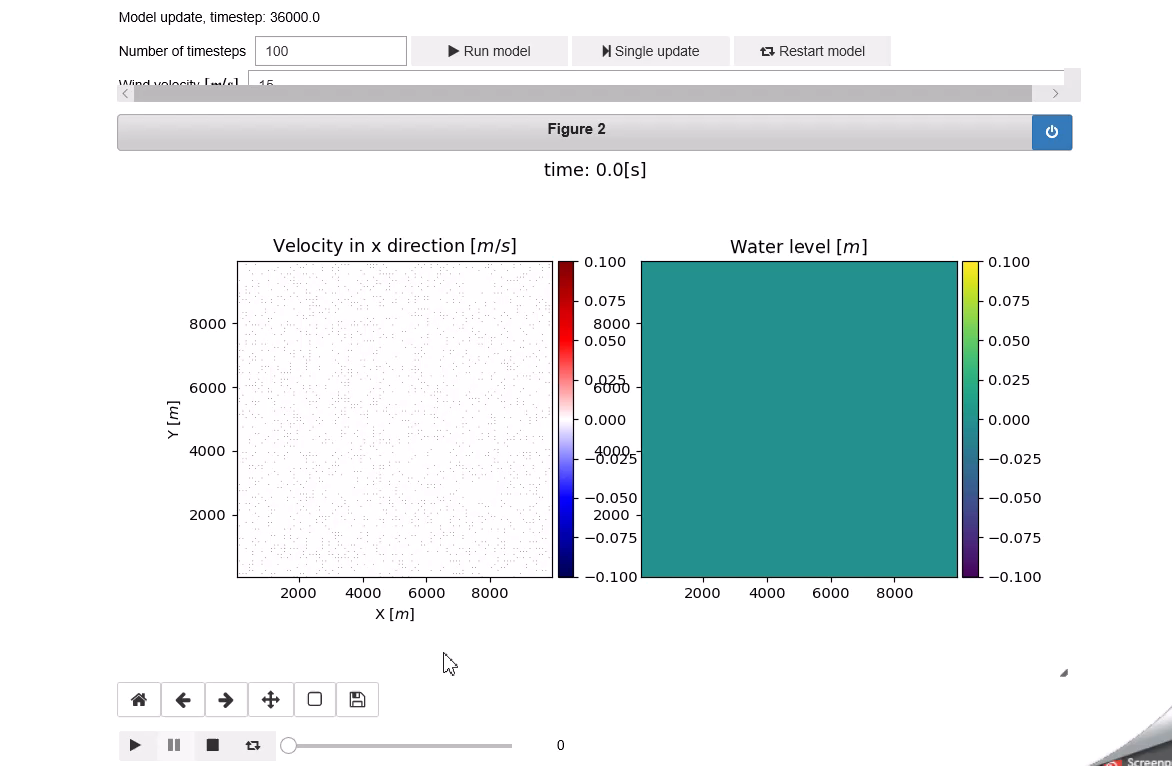 Model update, timestep: 36000.0
Number of timesteps 100 Run model Single update Restart model
Wind velocity [m/s] 15
Figure 2
time: 0.0[s]
Velocity in x direction [m/s]
Water level [m]
0.100
0.075
0.050
0.025
0.000
−0.025
−0.050
−0.075
−0.100
8000
6000
4000
2000
Y [m]
2000 4000 6000 8000
X [m]
8000
6000
4000
2000
2000 4000 6000 8000
0.100
0.075
0.050
0.025
0.000
−0.025
−0.050
−0.075
−0.100
0